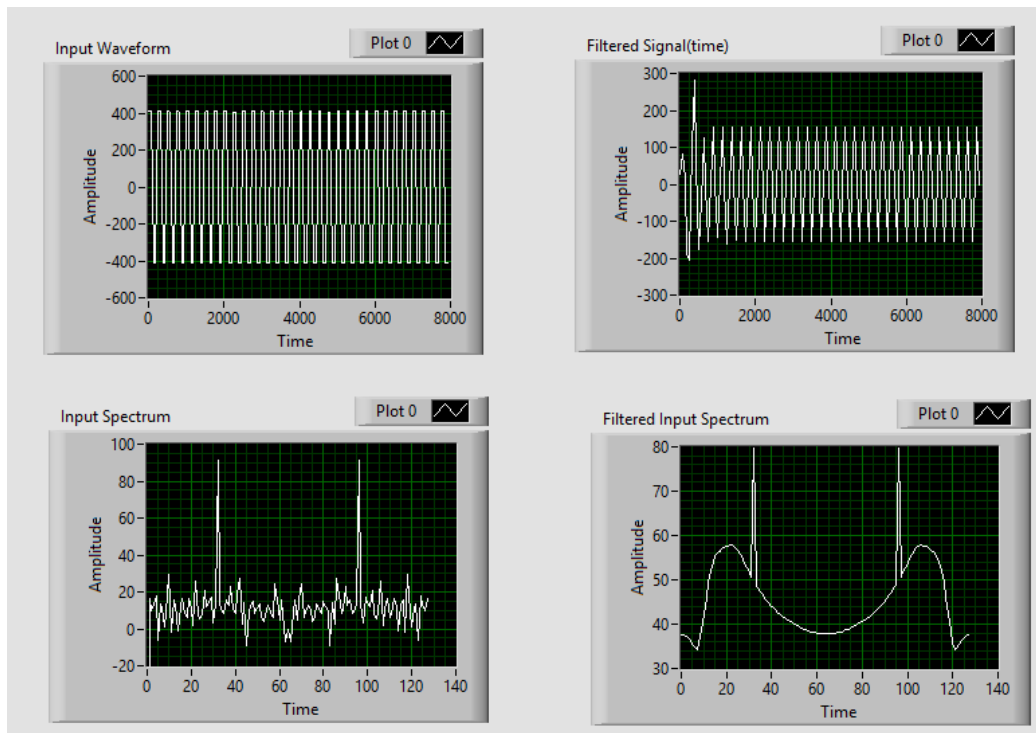 Input Waveform
Plot 0
600
400
200
0
-200
-400
-600
Amplitude
0 2000 4000 6000 8000
Time
Filtered Signal(time)
Plot 0
300
200
100
0
-100
-200
-300
Amplitude
0 2000 4000 6000 8000
Time
Input Spectrum
Plot 0
100
80
60
40
20
0
-20
Amplitude
0 20 40 60 80 100 120 140
Time
Filtered Input Spectrum
Plot 0
80
70
60
50
40
30
Amplitude
0 20 40 60 80 100 120 140
Time